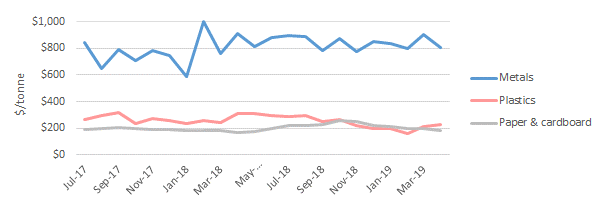 $1,000
$800
$600
$400
$200
$0
$/tonne
Jul-17
Sep-17
Nov-17
Jan-18
Mar-18
May-...
Jul-18
Sep-18
Nov-18
Jan-19
Mar-19
Metals
Plastics
Paper & cardboard